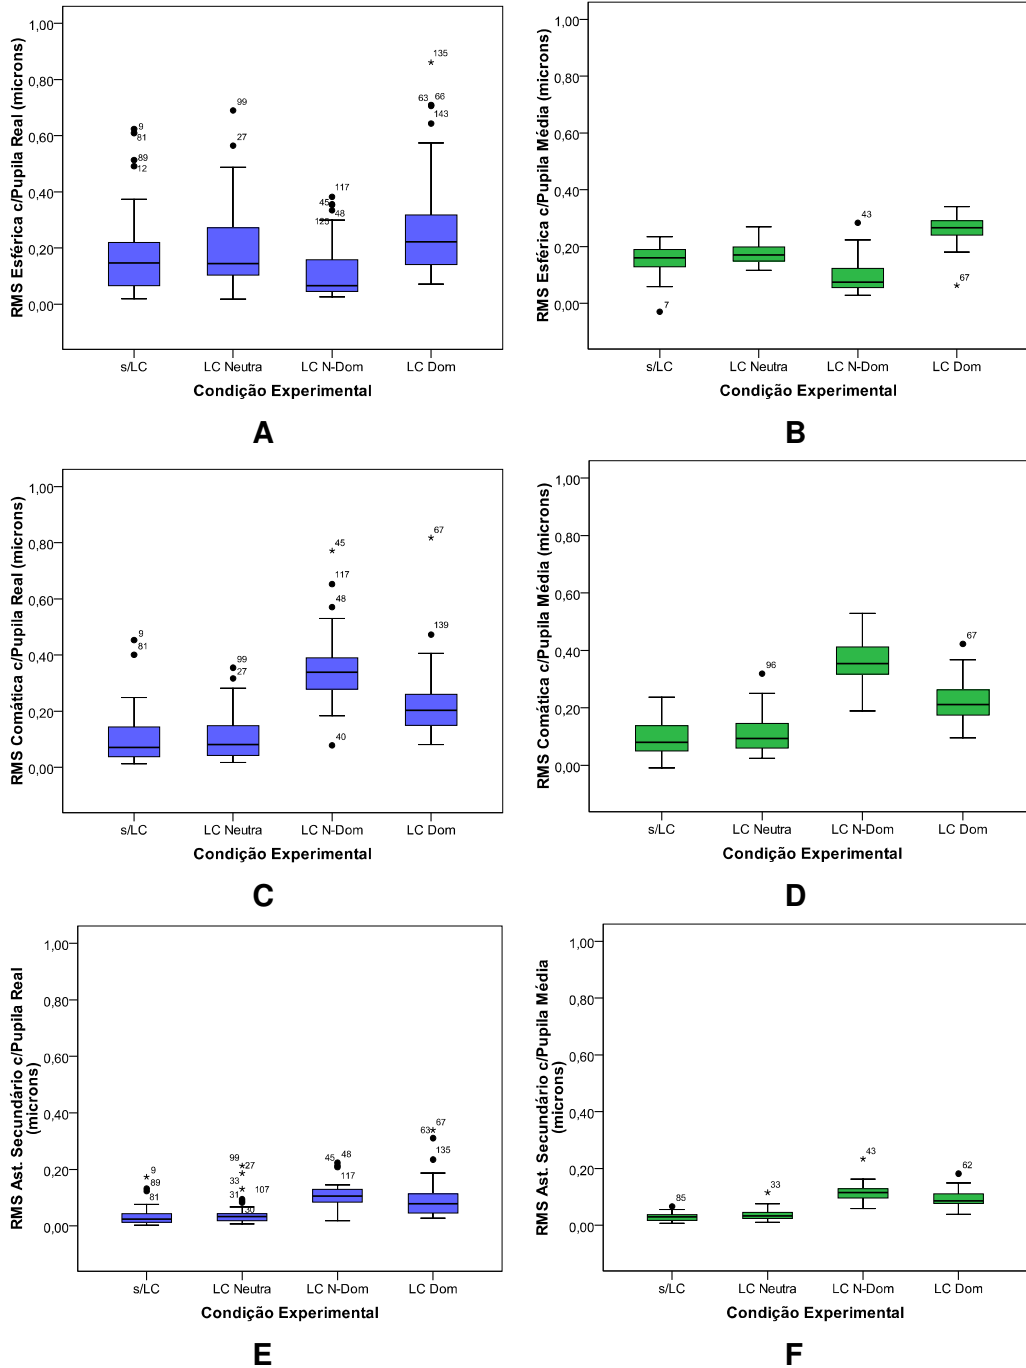 RMS Esférica c/Pupila Real (microns)
1,00
0,80
0,60
0,40
0,20
0,00
9
81
89
12
99
27
117
45
48
125
135
63
66
143
s/LC
LC Neutra
LC N-Dom
LC Dom
Condição Experimental
A
RMS Esférica c/Pupila Média (microns)
1,00
0,80
0,60
0,40
0,20
0,00
7
43
67
s/LC
LC Neutra
LC N-Dom
LC Dom
Condição Experimental
B
RMS Comática c/Pupila Real (microns)
1,00
0,80
0,60
0,40
0,20
0,00
9
81
99
27
45
117
48
40
67
139
s/LC
LC Neutra
LC N-Dom
LC Dom
Condição Experimental
C
RMS Comática c/Pupila Média (microns)
1,00
0,80
0,60
0,40
0,20
0,00
96
67
s/LC
LC Neutra
LC N-Dom
LC Dom
Condição Experimental
D
RMS Ast. Secundário c/Pupila Real
(microns)
1,00
0,80
0,60
0,40
0,20
0,00
9
89
81
99
27
33
31
107
30
45
48
117
63
67
135
s/LC
LC Neutra
LC N-Dom
LC Dom
Condição Experimental
E
RMS Ast. Secundário c/Pupila Média
(microns)
1,00
0,80
0,60
0,40
0,20
0,00
85
33
43
62
s/LC
LC Neutra
LC N-Dom
LC Dom
Condição Experimental
F